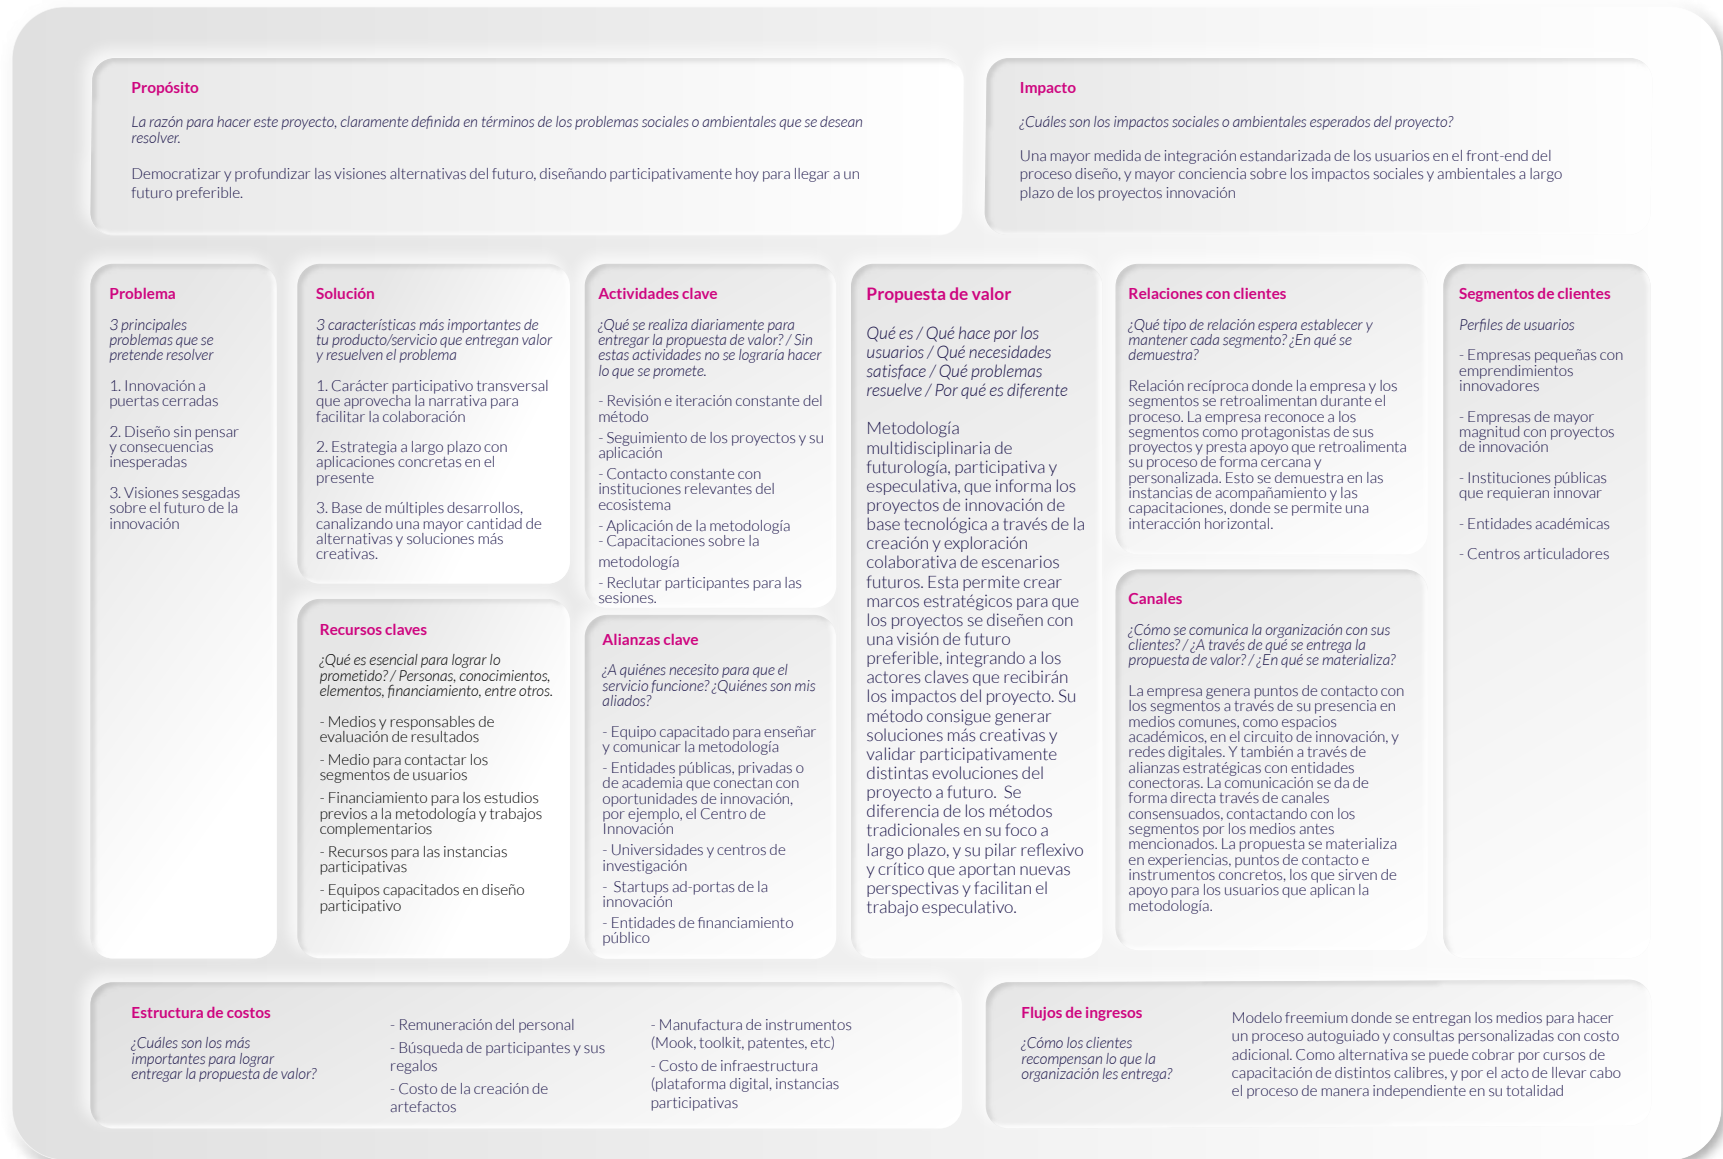 Propósito
La razón para hacer este proyecto, claramente definida en términos de los problemas sociales o ambientales que se desean
resolver.
Democratizar y profundizar las visiones alternativas del futuro, diseñando participativamente hoy para llegar a un
futuro preferible.
Impacto
¿Cuáles son los impactos sociales o ambientales esperados del proyecto?
Una mayor medida de integración estandarizada de los usuarios en el front-end del
proceso diseño, y mayor conciencia sobre los impactos sociales y ambientales a largo
plazo de los proyectos innovación
Problema
3 principales
problemas que se
pretende resolver
1. Innovación a
puertas cerradas
2. Diseño sin pensar
y consecuencias
inesperadas
3. Visiones sesgadas
sobre el futuro de la
innovación
Solución
3 características más importantes de
tu producto/servicio que entregan valor
y resuelven el problema
1. Carácter participativo transversal
que aprovecha la narrativa para
facilitar la colaboración
2. Estrategia a largo plazo con
aplicaciones concretas en el
presente
3. Base de múltiples desarrollos,
canalizando una mayor cantidad de
alternativas y soluciones más
creativas.
Recursos claves
¿Qué es esencial para lograr lo
prometido? / Personas, conocimientos,
elementos, financiamiento, entre otros.
- Medios y responsables de
evaluación de resultados
- Medio para contactar los
segmentos de usuarios
- Financiamiento para los estudios
previos a la metodología y trabajos
complementarios
- Recursos para las instancias
participativas
- Equipos capacitados en diseño
participativo
Actividades clave
¿Qué se realiza diariamente para
entregar la propuesta de valor? / Sin
estas actividades no se lograría hacer
lo que se promete.
- Revisión e iteración constante del
método
- Seguimiento de los proyectos y su
aplicación
- Contacto constante con
instituciones relevantes del
ecosistema
- Aplicación de la metodología
- Capacitaciones sobre la
metodología
- Reclutar participantes para las
sesiones.
Alianzas clave
¿A quiénes necesito para que el
servicio funcione? ¿Quiénes son mis
aliados?
- Equipo capacitado para enseñar
y comunicar la metodología
- Entidades públicas, privadas o
de academia que conectan con
oportunidades de innovación,
por ejemplo, el Centro de
Innovación
- Universidades y centros de
investigación
- Startups ad-portas de la
innovación
- Entidades de financiamiento
público
Propuesta de valor
Qué es / Qué hace por los
usuarios / Qué necesidades
satisface / Qué problemas
resuelve / Por qué es diferente
Metodología
multidisciplinaria de
futurología, participativa y
especulativa, que informa los
proyectos de innovación de
base tecnológica a través de la
creación y exploración
colaborativa de escenarios
futuros. Esta permite crear
marcos estratégicos para que
los proyectos se diseñen con
una visión de futuro
preferible, integrando a los
actores claves que recibirán
los impactos del proyecto. Su
método consigue generar
soluciones más creativas y
validar participativamente
distintas evoluciones del
proyecto a futuro. Se
diferencia de los métodos
tradicionales en su foco a
largo plazo, y su pilar reflexivo
y crítico que aportan nuevas
perspectivas y facilitan el
trabajo especulativo.
Relaciones con clientes
¿Qué tipo de relación espera establecer y
mantener cada segmento? ¿En qué se
demuestra?
Relación recíproca donde la empresa y los
segmentos se retroalimentan durante el
proceso. La empresa reconoce a los
segmentos como protagonistas de sus
proyectos y presta apoyo que retroalimenta
su proceso de forma cercana y
personalizada. Esto se demuestra en las
instancias de acompañamiento y las
capacitaciones, donde se permite una
interacción horizontal.
Canales
¿Cómo se comunica la organización con sus
clientes? / ¿A través de qué se entrega la
propuesta de valor? / ¿En qué se materializa?
La empresa genera puntos de contacto con
los segmentos a través de su presencia en
medios comunes, como espacios
académicos, en el circuito de innovación, y
redes digitales. Y también a través de
alianzas estratégicas con entidades
conectoras. La comunicación se da de
forma directa través de canales
consensuados, contactando con los
segmentos por los medios antes
mencionados. La propuesta se materializa
en experiencias, puntos de contacto e
instrumentos concretos, los que sirven de
apoyo para los usuarios que aplican la
metodología.
Segmentos de clientes
Perfiles de usuarios
- Empresas pequeñas con
emprendimientos
innovadores
- Empresas de mayor
magnitud con proyectos
de innovación
- Instituciones públicas
que requieran innovar
- Entidades académicas
- Centros articuladores
Estructura de costos
¿Cuáles son los más
importantes para lograr
entregar la propuesta de valor?
- Remuneración del personal
- Búsqueda de participantes y sus
regalos
- Costo de la creación de
artefactos
- Manufactura de instrumentos
(Mook, toolkit, patentes, etc)
- Costo de infraestructura
(plataforma digital, instancias
participativas
Flujos de ingresos
¿Cómo los clientes
recompensan lo que la
organización les entrega?
Modelo freemium donde se entregan los medios para hacer
un proceso autoguiado y consultas personalizadas con costo
adicional. Como alternativa se puede cobrar por cursos de
capacitación de distintos calibres, y por el acto de llevar cabo
el proceso de manera independiente en su totalidad